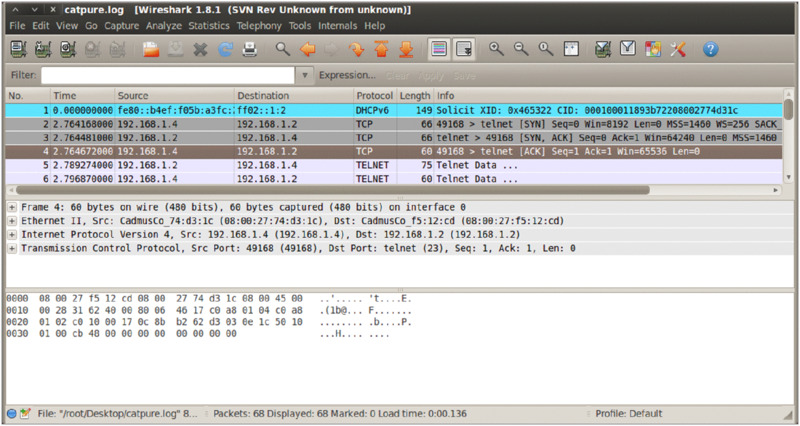 catpure.log [Wireshark 1.8.1 (SVN Rev Unknown from unknown)]
File Edit View Go Capture Analyze Statistics Telephony Tools Internals Help
Filter: Expression... Clear Apply Save
No. Time Source Destination Protocol Length Info
1 0.000000000 fe80::b4ef:f05b:a3fc:2 ff02::1:2 DHCPv6 149 Solicit XID: 0x465322 CID: 000100011893b72208002774d31c
2 2.764168000 192.168.1.4 192.168.1.2 TCP 66 49168 > telnet [SYN] Seq=0 Win=8192 Len=0 MSS=1460 WS=256 SACK_
3 2.764481000 192.168.1.2 192.168.1.4 TCP 66 telnet > 49168 [SYN, ACK] Seq=0 Ack=1 Win=64240 Len=0 MSS=1460
4 2.764672000 192.168.1.4 192.168.1.2 TCP 60 49168 > telnet [ACK] Seq=1 Ack=1 Win=65536 Len=0
5 2.789274000 192.168.1.2 192.168.1.4 TELNET 75 Telnet Data ...
6 2.796870000 192.168.1.4 192.168.1.2 TELNET 60 Telnet Data ...
Frame 4: 60 bytes on wire (480 bits), 60 bytes captured (480 bits) on interface 0
Ethernet II, Src: CadmusCo_74:d3:1c (08:00:27:74:d3:1c), Dst: CadmusCo_f5:12:cd (08:00:27:f5:12:cd)
Internet Protocol Version 4, Src: 192.168.1.4 (192.168.1.4), Dst: 192.168.1.2 (192.168.1.2)
Transmission Control Protocol, Src Port: 49168 (49168), Dst Port: telnet (23), Seq: 1, Ack: 1, Len: 0
0000 08 00 27 f5 12 cd 08 00 27 74 d3 1c 08 00 45 00 ..'..... 't....E.
0010 00 28 31 62 40 00 80 06 46 17 c0 a8 01 04 c0 a8 .(1b@... F.......
0020 01 02 c0 10 00 17 0c 8b b2 62 d3 03 0e 1c 50 10 ........ .b....P.
0030 01 00 cb 48 00 00 00 00 00 00 00 00 ...H.... ....
File: "/root/Desktop/catpure.log" 8... Packets: 68 Displayed: 68 Marked: 0 Load time: 0:00.136 Profile: Default